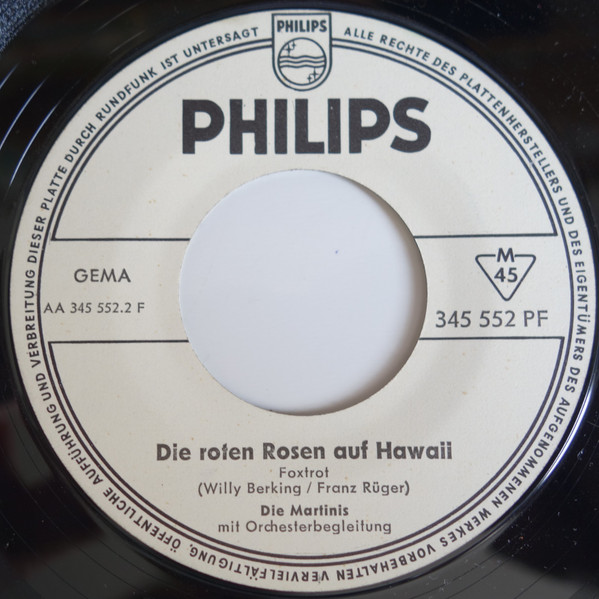 PHILIPS
PHILIPS
ALLE RECHTE DES PLATTENHERSTELLERS UND DES EIGENTÜMERS DES AUFGENOMMENEN WERKES VORBEHALTEN VERVIELFÄLTIGUNG, ÖFFENTLICHE AUFFÜHRUNG UND VERBREITUNG DIESER PLATTE DURCH RUNDFUNK IST UNTERSAGT
GEMA
AA 345 552.2 F
M
45
345 552 PF
Die roten Rosen auf Hawaii
Foxtrot
(Willy Berking / Franz Rüger)
Die Martinis
mit Orchesterbegleitung